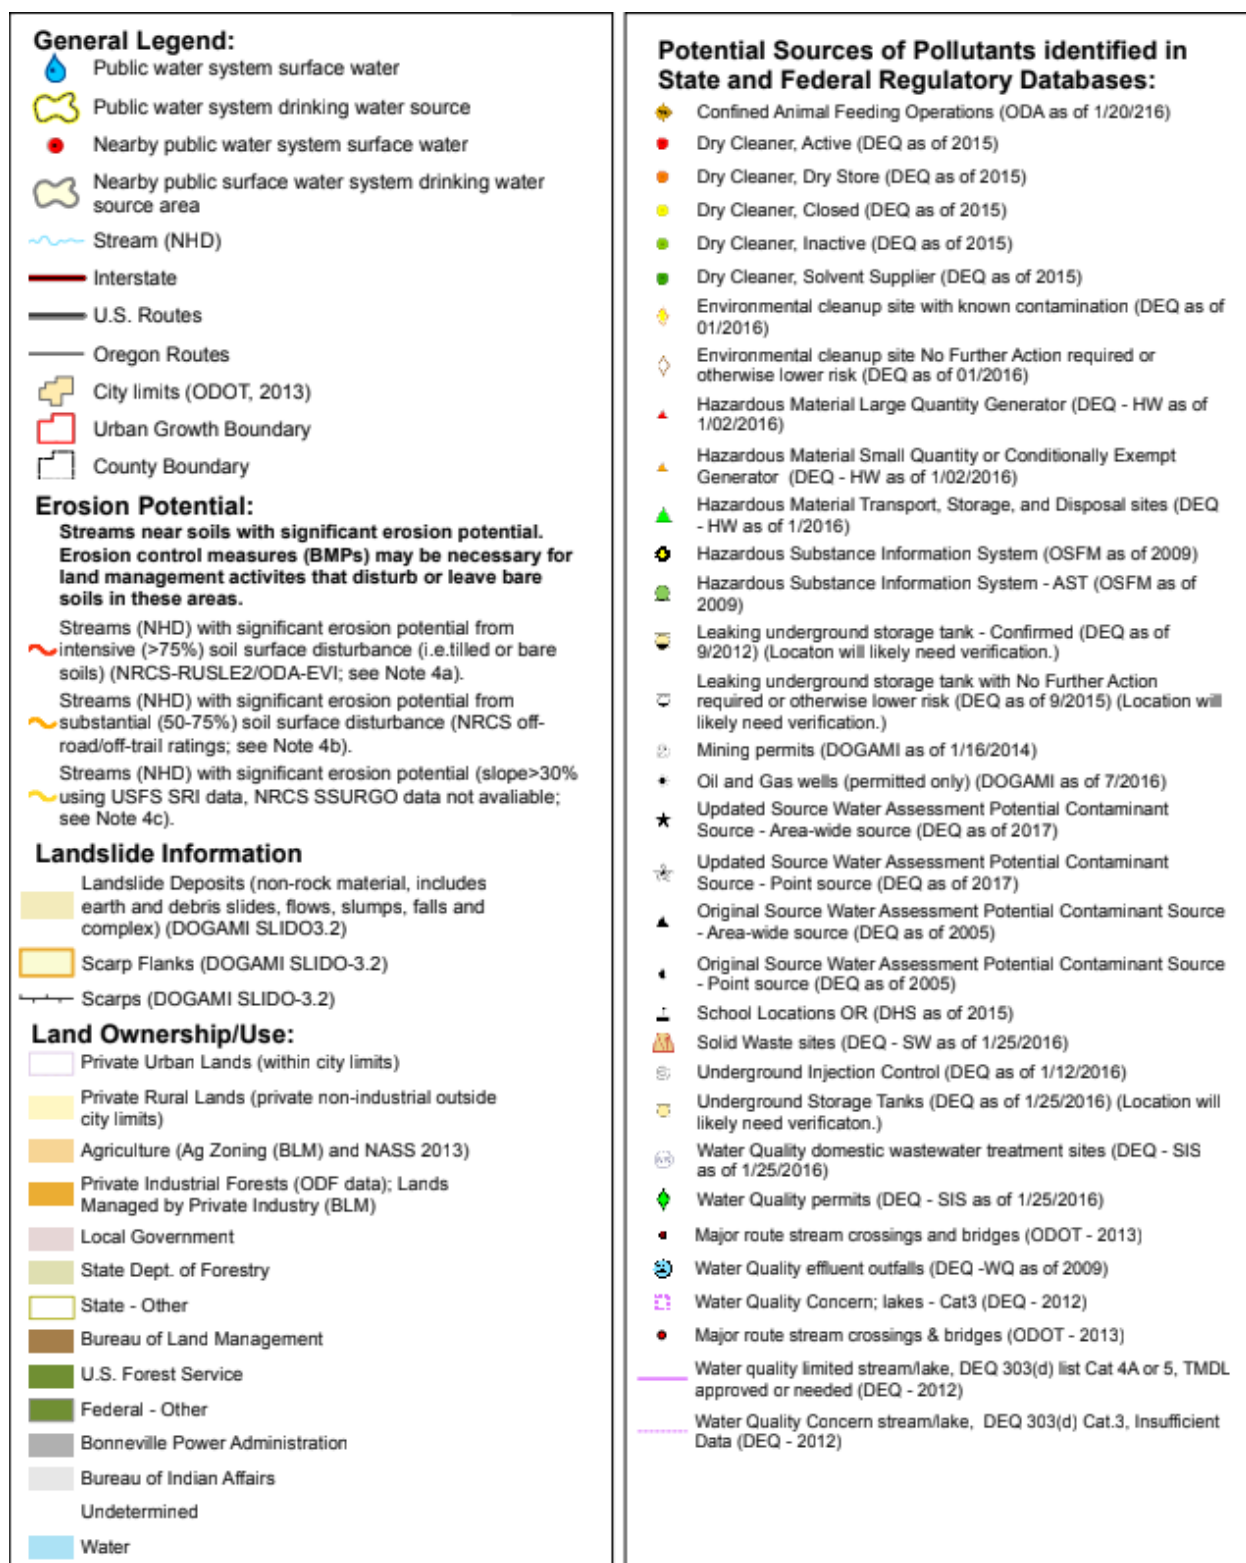 General Legend:
Public water system surface water
Public water system drinking water source
Nearby public water system surface water
Nearby public surface water system drinking water
source area
Stream (NHD)
Interstate
U.S. Routes
Oregon Routes
City limits (ODOT, 2013)
Urban Growth Boundary
County Boundary
Erosion Potential:
Streams near soils with significant erosion potential.
Erosion control measures (BMPs) may be necessary for
land management activites that disturb or leave bare
soils in these areas.
Streams (NHD) with significant erosion potential from
intensive (>75%) soil surface disturbance (i.e.tilled or bare
soils) (NRCS-RUSLE2/ODA-EVI; see Note 4a).
Streams (NHD) with significant erosion potential from
substantial (50-75%) soil surface disturbance (NRCS off-
road/off-trail ratings; see Note 4b).
Streams (NHD) with significant erosion potential (slope>30%
using USFS SRI data, NRCS SSURGO data not avaliable;
see Note 4c).
Landslide Information
Landslide Deposits (non-rock material, includes
earth and debris slides, flows, slumps, falls and
complex) (DOGAMI SLIDO3.2)
Scarp Flanks (DOGAMI SLIDO-3.2)
Scarps (DOGAMI SLIDO-3.2)
Land Ownership/Use:
Private Urban Lands (within city limits)
Private Rural Lands (private non-industrial outside
city limits)
Agriculture (Ag Zoning (BLM) and NASS 2013)
Private Industrial Forests (ODF data); Lands
Managed by Private Industry (BLM)
Local Government
State Dept. of Forestry
State - Other
Bureau of Land Management
U.S. Forest Service
Federal - Other
Bonneville Power Administration
Bureau of Indian Affairs
Undetermined
Water
Potential Sources of Pollutants identified in
State and Federal Regulatory Databases:
Confined Animal Feeding Operations (ODA as of 1/20/216)
Dry Cleaner, Active (DEQ as of 2015)
Dry Cleaner, Dry Store (DEQ as of 2015)
Dry Cleaner, Closed (DEQ as of 2015)
Dry Cleaner, Inactive (DEQ as of 2015)
Dry Cleaner, Solvent Supplier (DEQ as of 2015)
Environmental cleanup site with known contamination (DEQ as of
01/2016)
Environmental cleanup site No Further Action required or
otherwise lower risk (DEQ as of 01/2016)
Hazardous Material Large Quantity Generator (DEQ - HW as of
1/02/2016)
Hazardous Material Small Quantity or Conditionally Exempt
Generator (DEQ - HW as of 1/02/2016)
Hazardous Material Transport, Storage, and Disposal sites (DEQ
- HW as of 1/2016)
Hazardous Substance Information System (OSFM as of 2009)
Hazardous Substance Information System - AST (OSFM as of
2009)
Leaking underground storage tank - Confirmed (DEQ as of
9/2012) (Locaton will likely need verification.)
Leaking underground storage tank with No Further Action
required or otherwise lower risk (DEQ as of 9/2015) (Location will
likely need verification.)
Mining permits (DOGAMI as of 1/16/2014)
Oil and Gas wells (permitted only) (DOGAMI as of 7/2016)
Updated Source Water Assessment Potential Contaminant
Source - Area-wide source (DEQ as of 2017)
Updated Source Water Assessment Potential Contaminant
Source - Point source (DEQ as of 2017)
Original Source Water Assessment Potential Contaminant Source
- Area-wide source (DEQ as of 2005)
Original Source Water Assessment Potential Contaminant Source
- Point source (DEQ as of 2005)
School Locations OR (DHS as of 2015)
Solid Waste sites (DEQ - SW as of 1/25/2016)
Underground Injection Control (DEQ as of 1/12/2016)
Underground Storage Tanks (DEQ as of 1/25/2016) (Location will
likely need verificaton.)
Water Quality domestic wastewater treatment sites (DEQ - SIS
as of 1/25/2016)
Water Quality permits (DEQ - SIS as of 1/25/2016)
Major route stream crossings and bridges (ODOT - 2013)
Water Quality effluent outfalls (DEQ -WQ as of 2009)
Water Quality Concern; lakes - Cat3 (DEQ - 2012)
Major route stream crossings & bridges (ODOT - 2013)
Water quality limited stream/lake, DEQ 303(d) list Cat 4A or 5, TMDL
approved or needed (DEQ - 2012)
Water Quality Concern stream/lake, DEQ 303(d) Cat.3, Insufficient
Data (DEQ - 2012)